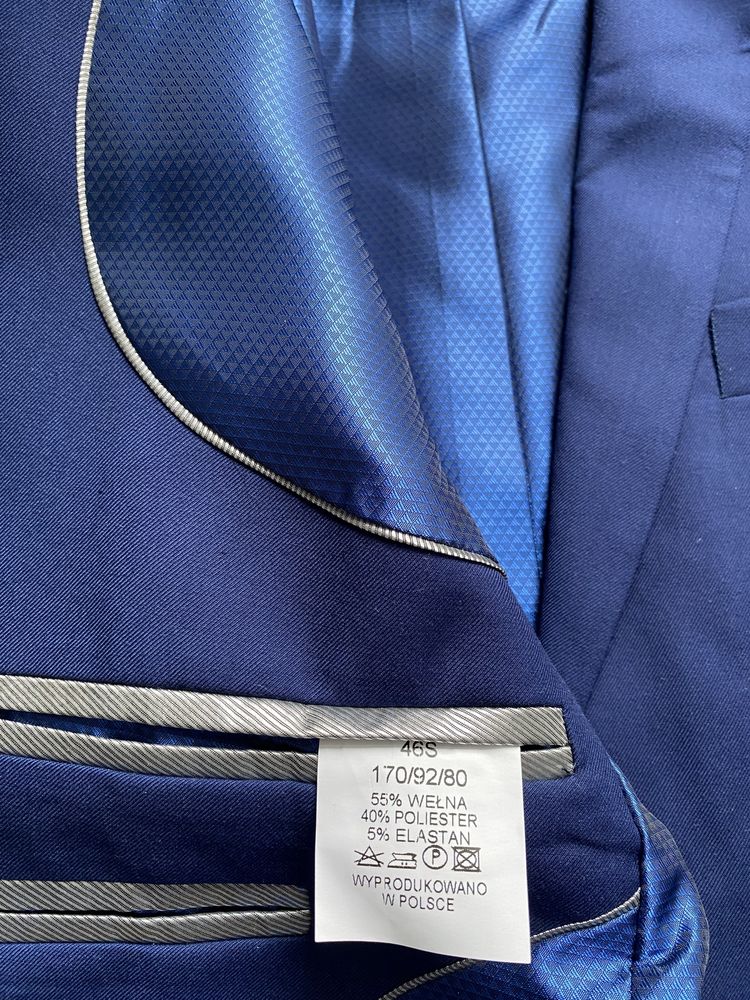 46S
170/92/80
55% WEŁNA
40% POLIESTER
5% ELASTAN
P
WYPRODUKOWANO
W POLSCE